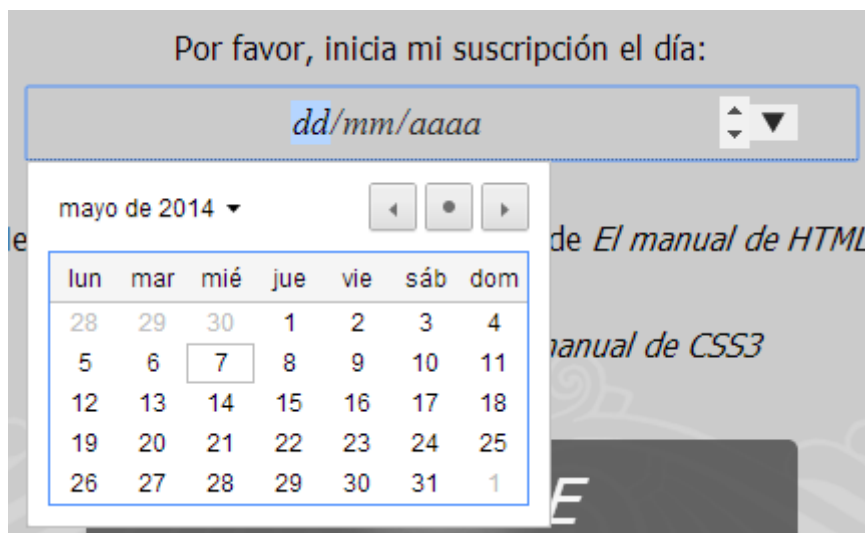 Por favor, inicia mi suscripción el día:
dd/mm/aaaa
mayo de 2014
de El manual de HTML
lun mar mié jue vie sáb dom
28 29 30 1 2 3 4
5 6 7 8 9 10 11
manual de CSS3
12 13 14 15 16 17 18
19 20 21 22 23 24 25
26 27 28 29 30 31 1
E